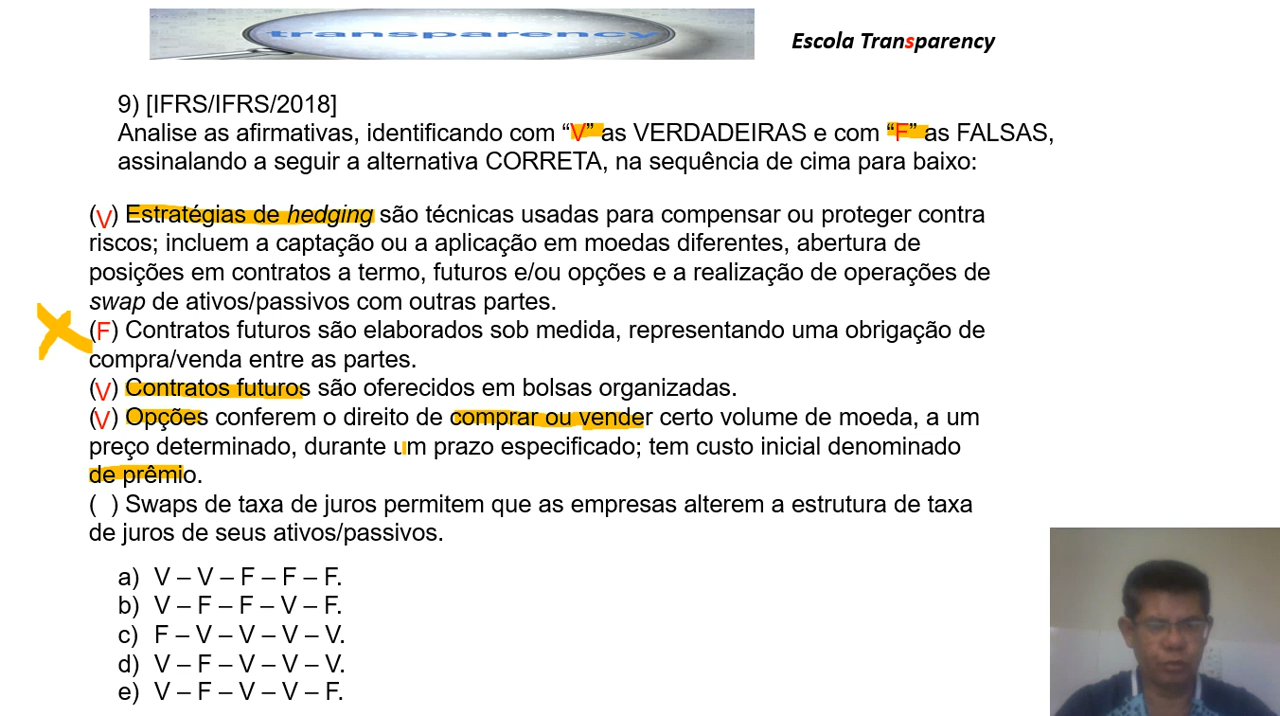 transparency
Escola Transparency
9) [IFRS/IFRS/2018]
Analise as afirmativas, identificando com “V” as VERDADEIRAS e com “F” as FALSAS,
assinalando a seguir a alternativa CORRETA, na sequência de cima para baixo:
(V) Estratégias de hedging são técnicas usadas para compensar ou proteger contra
riscos; incluem a captação ou a aplicação em moedas diferentes, abertura de
posições em contratos a termo, futuros e/ou opções e a realização de operações de
swap de ativos/passivos com outras partes.
(F) Contratos futuros são elaborados sob medida, representando uma obrigação de
compra/venda entre as partes.
(V) Contratos futuros são oferecidos em bolsas organizadas.
(V) Opções conferem o direito de comprar ou vender certo volume de moeda, a um
preço determinado, durante um prazo especificado; tem custo inicial denominado
de prêmio.
( ) Swaps de taxa de juros permitem que as empresas alterem a estrutura de taxa
de juros de seus ativos/passivos.
a) V – V – F – F – F.
b) V – F – F – V – F.
c) F – V – V – V – V.
d) V – F – V – V – V.
e) V – F – V – V – F.